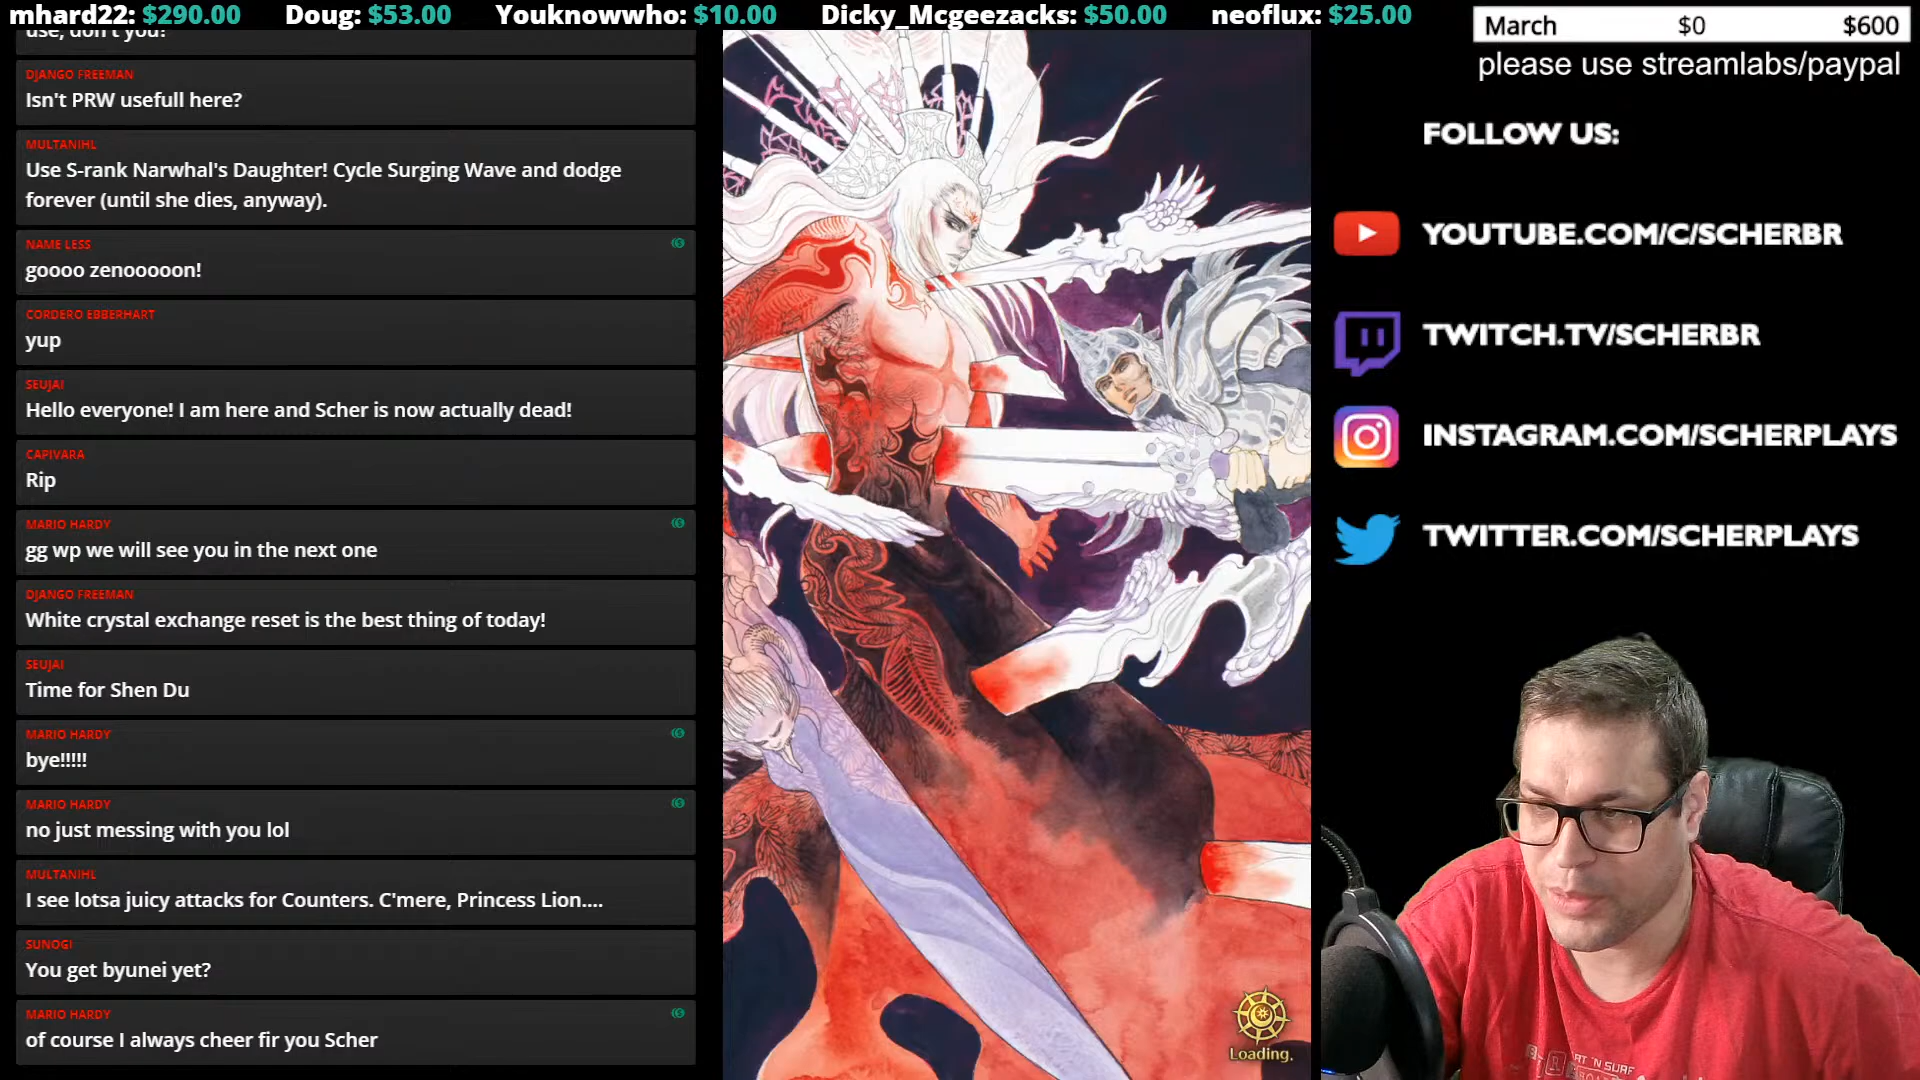 mhard22: $290.00 Doug: $53.00 Youknowwho: $10.00 Dicky_Mcgeezacks: $50.00 neoflux: $25.00
March $0 $600
please use streamlabs/paypal
use, don't you?
DJANGO FREEMAN
Isn't PRW usefull here?
MULTANIHL
Use S-rank Narwhal's Daughter! Cycle Surging Wave and dodge
forever (until she dies, anyway).
NAME LESS
goooo zenooooon!
CORDERO EBBERHART
yup
SEUJAI
Hello everyone! I am here and Scher is now actually dead!
CAPIVARA
Rip
MARIO HARDY
gg wp we will see you in the next one
DJANGO FREEMAN
White crystal exchange reset is the best thing of today!
SEUJAI
Time for Shen Du
MARIO HARDY
bye!!!!!
MARIO HARDY
no just messing with you lol
MULTANIHL
I see lotsa juicy attacks for Counters. C'mere, Princess Lion....
SUNOGI
You get byunei yet?
MARIO HARDY
of course I always cheer fir you Scher
Loading.
FOLLOW US:
YOUTUBE.COM/C/SCHERBR
TWITCH.TV/SCHERBR
INSTAGRAM.COM/SCHERPLAYS
TWITTER.COM/SCHERPLAYS